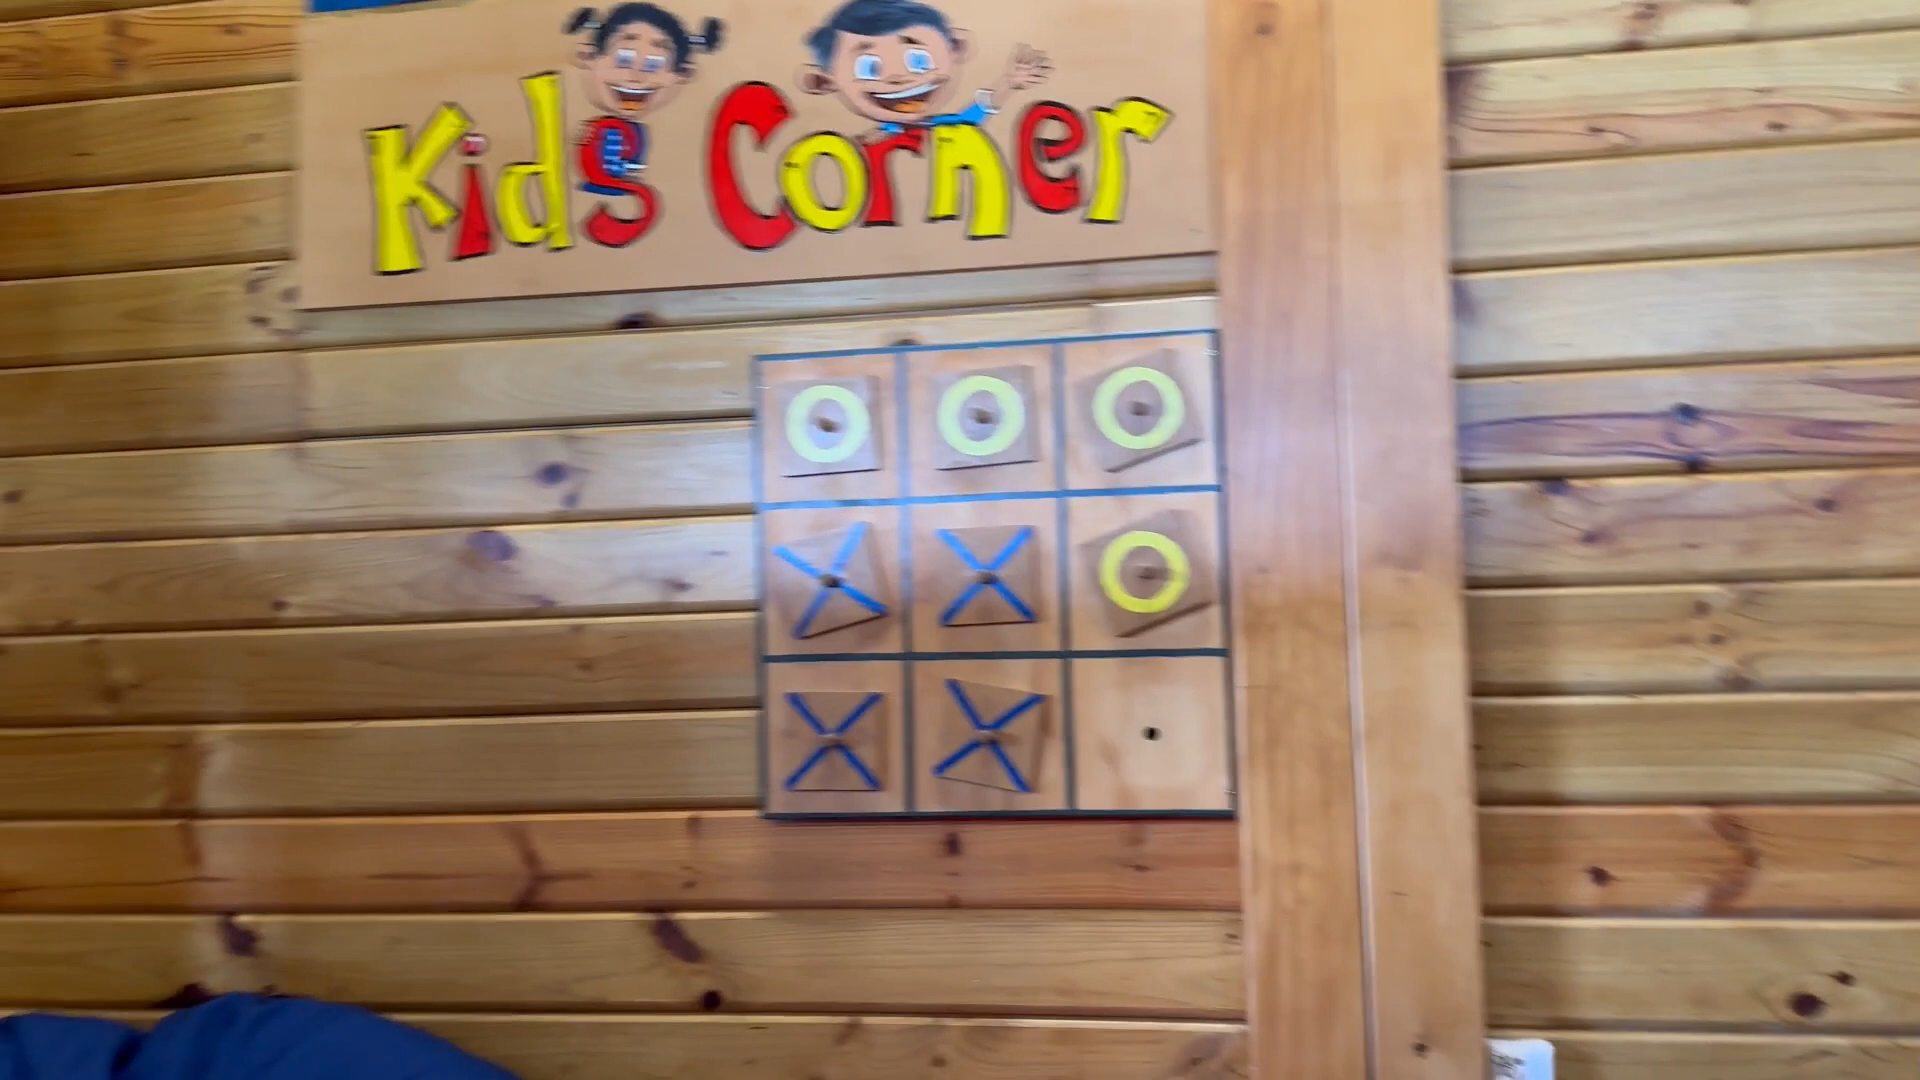 Kids Corner
O O O
X X O
X X